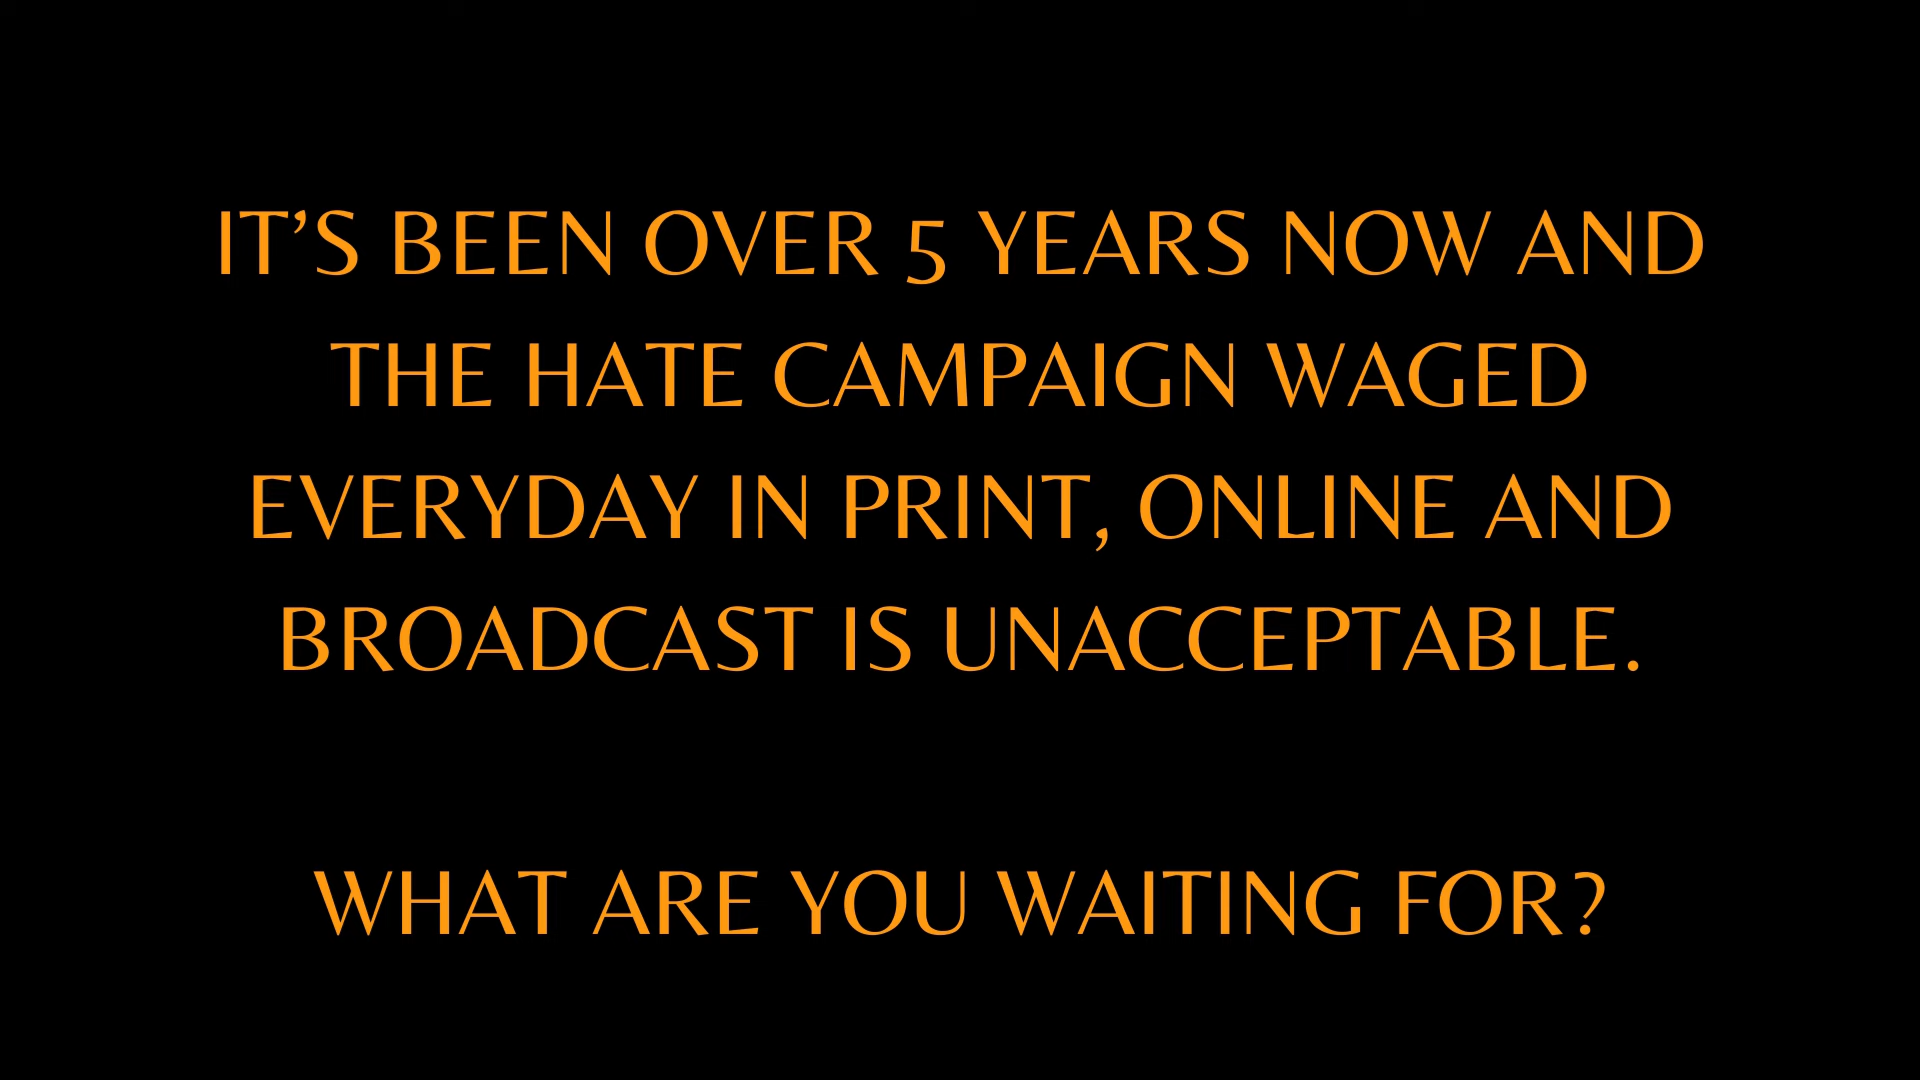 IT’S BEEN OVER 5 YEARS NOW AND
THE HATE CAMPAIGN WAGED
EVERYDAY IN PRINT, ONLINE AND
BROADCAST IS UNACCEPTABLE.
WHAT ARE YOU WAITING FOR?